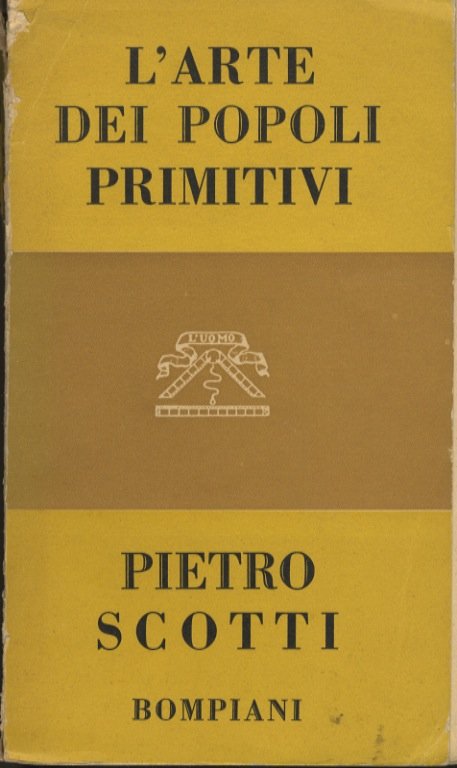 L'ARTE
DEI POPOLI
PRIMITIVI
L'UOMO
PIETRO
SCOTTI
BOMPIANI